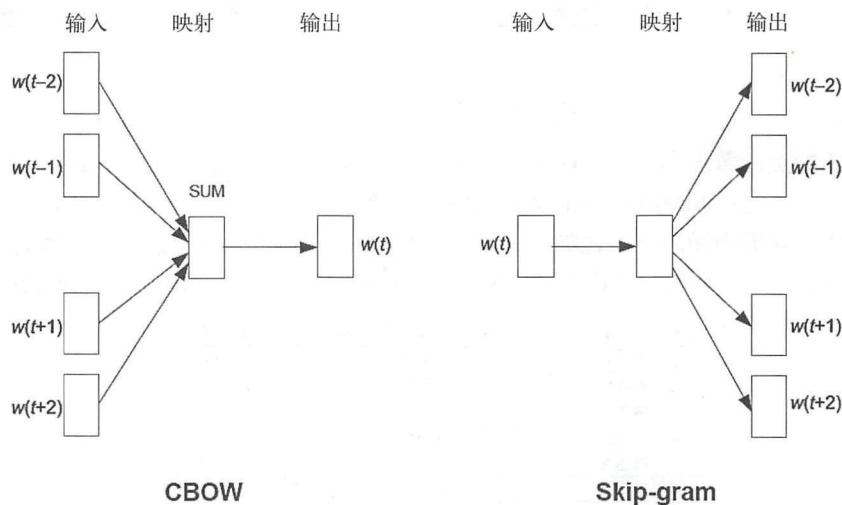 输入 映射 输出
w(t–2)
w(t–1)
SUM
w(t)
w(t+1)
w(t+2)
CBOW
输入 映射 输出
w(t–2)
w(t–1)
w(t)
w(t+1)
w(t+2)
Skip-gram